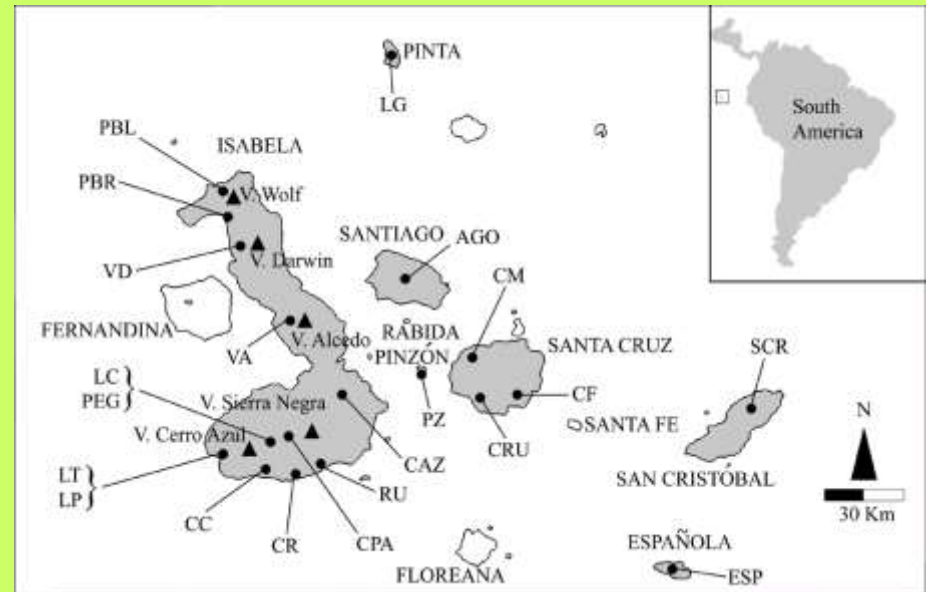 PINTA
LG
South
America
PBL
ISABELA
PBR
V. Wolf
SANTIAGO
AGO
V. Darwin
VD
CM
FERNANDINA
RÁBIDA
VA
V. Alcedo
PINZÓN
SANTA CRUZ
SCR
LC
PEG
V. Sierra Negra
PZ
CF
N
V. Cerro Azul
CRU
SANTA FE
CAZ
LT
LP
SAN CRISTÓBAL
RU
30 Km
CC
CR
CPA
ESPAÑOLA
FLOREANA
ESP